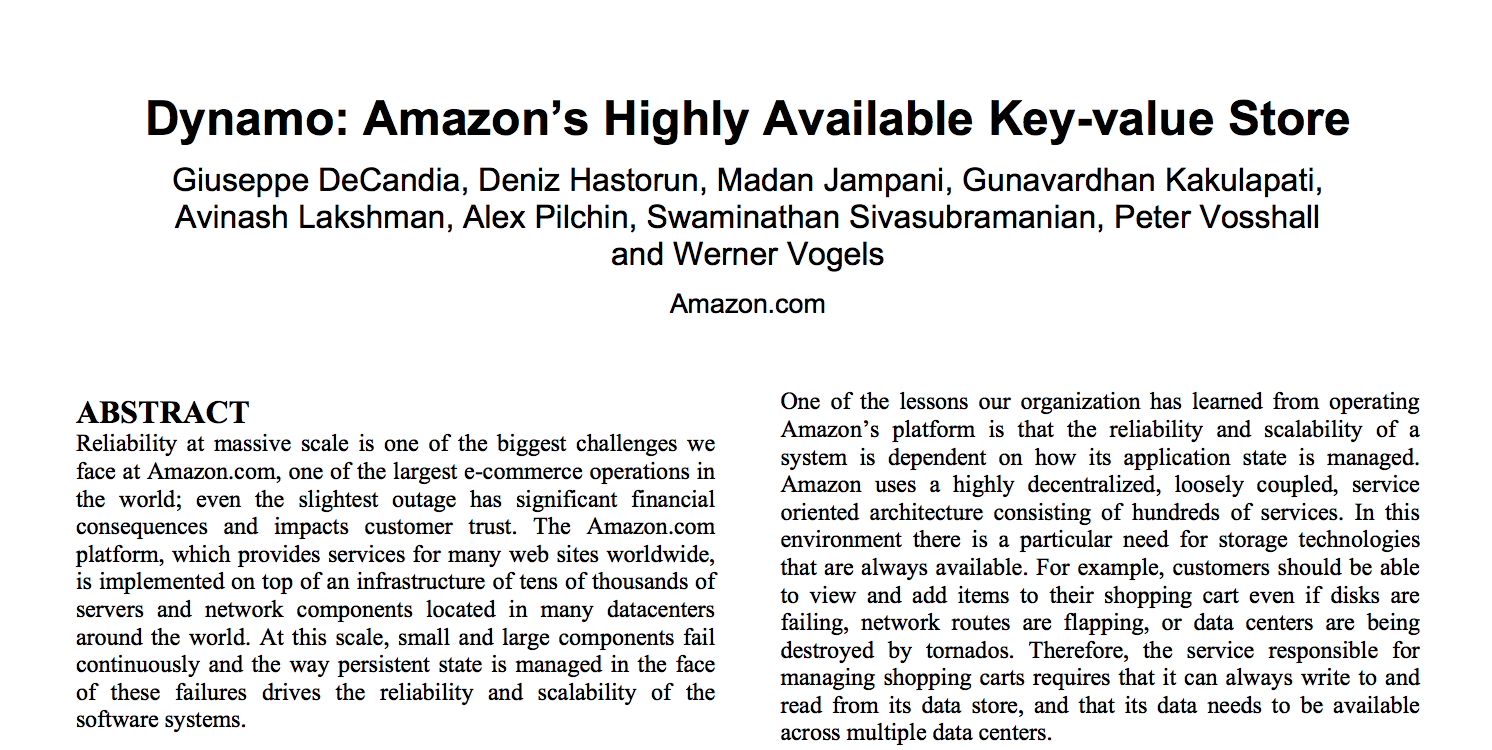 Dynamo: Amazon’s Highly Available Key-value Store
Giuseppe DeCandia, Deniz Hastorun, Madan Jampani, Gunavardhan Kakulapati,
Avinash Lakshman, Alex Pilchin, Swaminathan Sivasubramanian, Peter Vosshall
and Werner Vogels
Amazon.com
ABSTRACT
Reliability at massive scale is one of the biggest challenges we
face at Amazon.com, one of the largest e-commerce operations in
the world; even the slightest outage has significant financial
consequences and impacts customer trust. The Amazon.com
platform, which provides services for many web sites worldwide,
is implemented on top of an infrastructure of tens of thousands of
servers and network components located in many datacenters
around the world. At this scale, small and large components fail
continuously and the way persistent state is managed in the face
of these failures drives the reliability and scalability of the
software systems.
One of the lessons our organization has learned from operating
Amazon’s platform is that the reliability and scalability of a
system is dependent on how its application state is managed.
Amazon uses a highly decentralized, loosely coupled, service
oriented architecture consisting of hundreds of services. In this
environment there is a particular need for storage technologies
that are always available. For example, customers should be able
to view and add items to their shopping cart even if disks are
failing, network routes are flapping, or data centers are being
destroyed by tornados. Therefore, the service responsible for
managing shopping carts requires that it can always write to and
read from its data store, and that its data needs to be available
across multiple data centers.